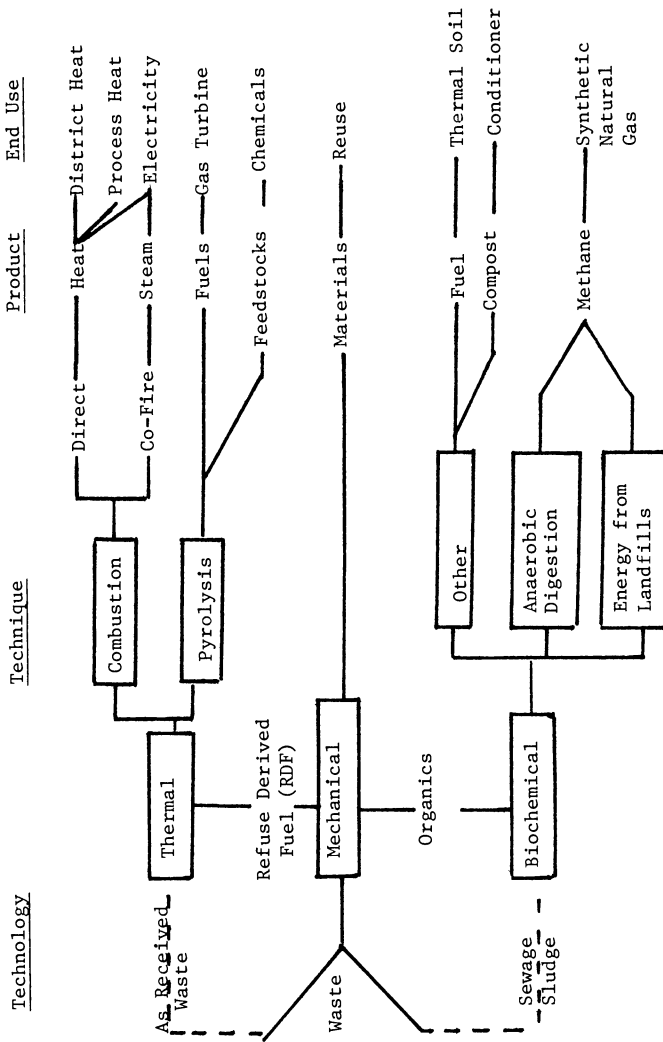 Technology
Technique
Product
End Use
As Received
Waste
Waste
Sewage
Sludge
Thermal
Refuse Derived
Fuel (RDF)
Mechanical
Organics
Biochemical
Combustion
Pyrolysis
Other
Anaerobic
Digestion
Energy from
Landfills
Direct
Co-Fire
Heat
Steam
Fuels
Feedstocks
Materials
Fuel
Compost
Methane
District Heat
Process Heat
Electricity
Gas Turbine
Chemicals
Reuse
Thermal Soil
Conditioner
Synthetic
Natural
Gas